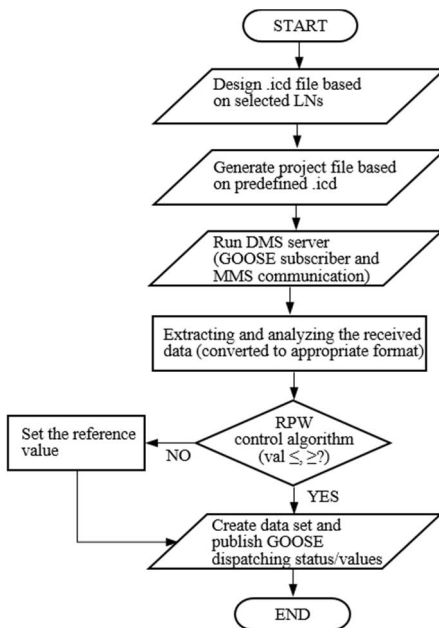 START
Design .icd file based
on selected LNs
Generate project file based
on predefined .icd
Run DMS server
(GOOSE subscriber and
MMS communication)
Extracting and analyzing the received
data (converted to appropriate format)
RPW
control algorithm
(val ≤, ≥?)
Set the reference
value
NO
YES
Create data set and
publish GOOSE
dispatching status/values
END